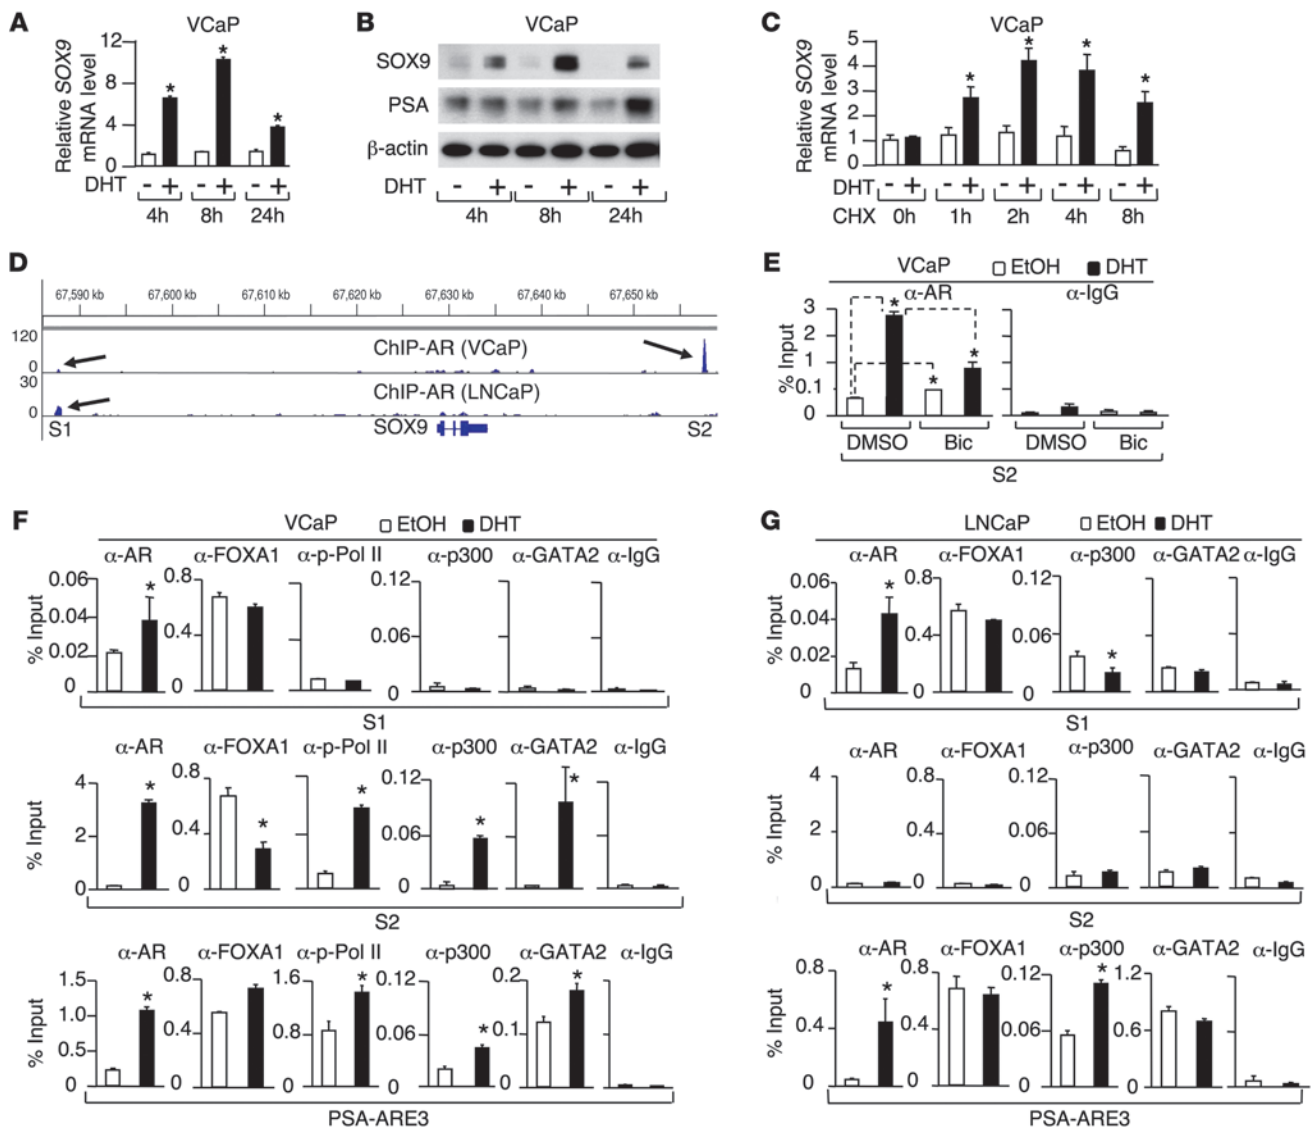 A
VCaP
Relative SOX9
mRNA level
12
8
4
0
* * *
DHT - + - + - +
4h 8h 24h
B
VCaP
SOX9
PSA
β-actin
DHT - + - + - +
4h 8h 24h
C
VCaP
Relative SOX9
mRNA level
5
4
3
2
1
0
* * * *
DHT - + - + - + - + - +
CHX 0h 1h 2h 4h 8h
D
67,590 kb 67,600 kb 67,610 kb 67,620 kb 67,630 kb 67,640 kb 67,650 kb
120
ChIP-AR (VCaP)
0
30
ChIP-AR (LNCaP)
0
S1 SOX9 S2
E
VCaP EtOH DHT
α-AR α-IgG
% Input
3
2
1
0.1
0
* * *
DMSO Bic DMSO Bic
S2
F
VCaP EtOH DHT
α-AR α-FOXA1 α-p-Pol II α-p300 α-GATA2 α-IgG
% Input
0.06 0.8 0.12
0.04 0.4 0.06
0.02
0 0 0
*
S1
α-AR α-FOXA1 α-p-Pol II α-p300 α-GATA2 α-IgG
% Input
4 0.8 0.12
2 0.4 0.06
0 0 0
* * * * *
S2
α-AR α-FOXA1 α-p-Pol II α-p300 α-GATA2 α-IgG
% Input
1.5 0.8 1.6 0.12 0.2
1.0 0.4 0.8 0.06 0.1
0.5
0 0 0 0 0
* * * *
PSA-ARE3
G
LNCaP EtOH DHT
α-AR α-FOXA1 α-p300 α-GATA2 α-IgG
% Input
0.06 0.8 0.12
0.04 0.4 0.06
0.02
0 0 0
* *
S1
α-AR α-FOXA1 α-p300 α-GATA2 α-IgG
% Input
4 0.8 0.12
2 0.4 0.06
0 0 0
S2
α-AR α-FOXA1 α-p300 α-GATA2 α-IgG
% Input
0.8 0.8 0.12 1.2
0.4 0.4 0.06 0.6
0 0 0 0
* *
PSA-ARE3